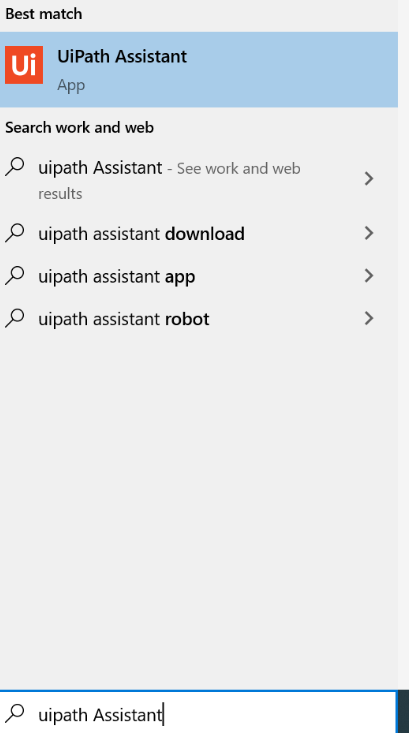 Best match
Ui
UiPath Assistant
App
Search work and web
uipath Assistant - See work and web
results
uipath assistant download
uipath assistant app
uipath assistant robot
uipath Assistant